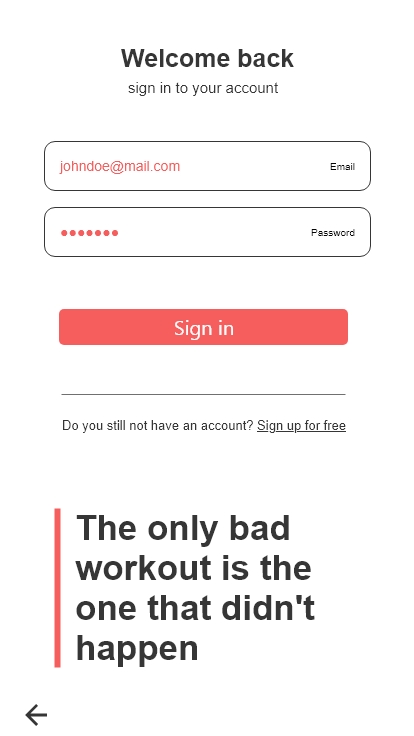 Welcome back
sign in to your account
johndoe@mail.com Email
••••••• Password
Sign in
Do you still not have an account? Sign up for free
The only bad
workout is the
one that didn't
happen